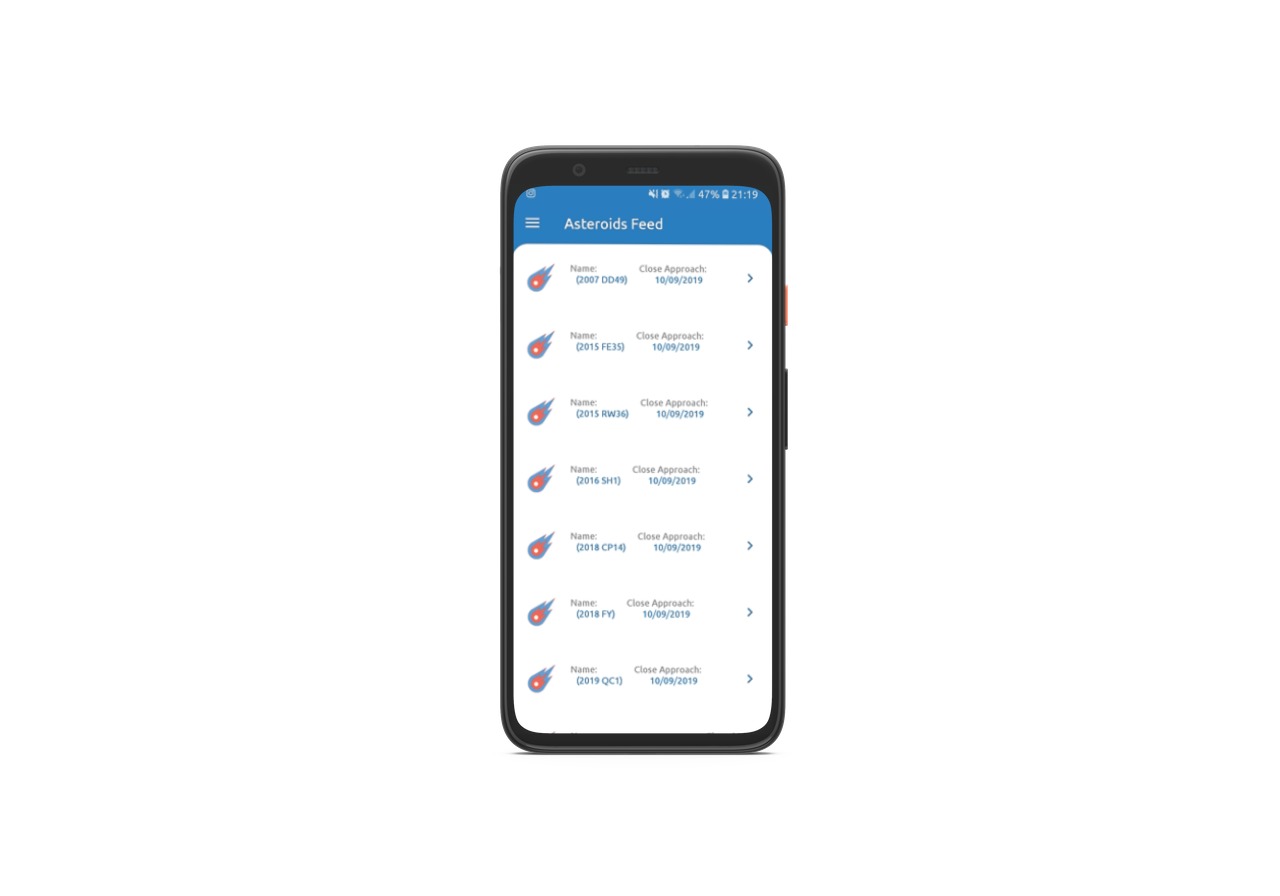 47% 21:19
Asteroids Feed
Name: Close Approach:
(2007 DD49) 10/09/2019
Name: Close Approach:
(2015 FE35) 10/09/2019
Name: Close Approach:
(2015 RW36) 10/09/2019
Name: Close Approach:
(2016 SH1) 10/09/2019
Name: Close Approach:
(2018 CP14) 10/09/2019
Name: Close Approach:
(2018 FY) 10/09/2019
Name: Close Approach:
(2019 QC1) 10/09/2019